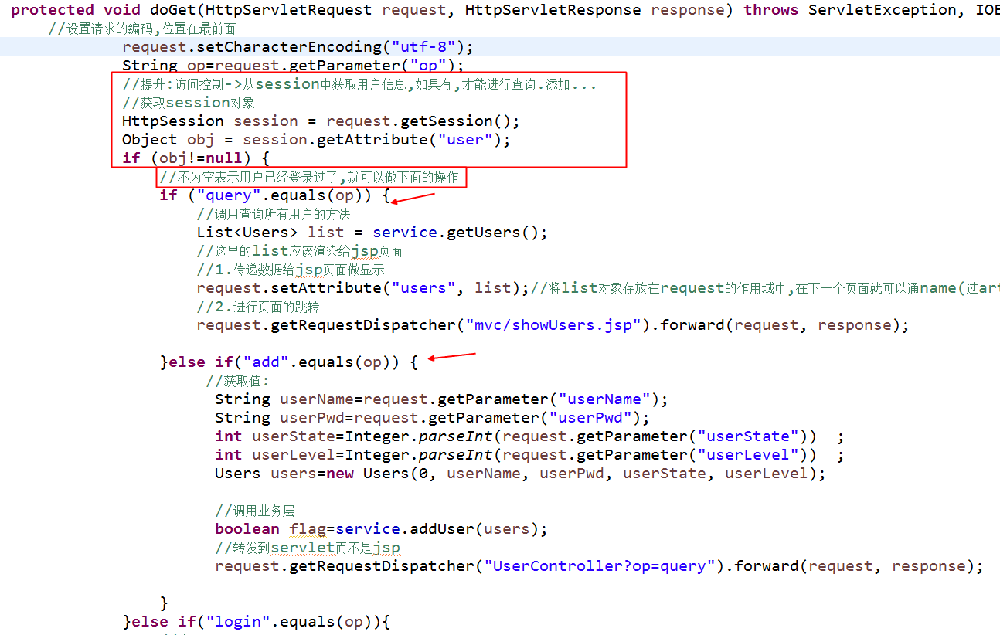 protected void doGet(HttpServletRequest request, HttpServletResponse response) throws ServletException, IOE
//设置请求的编码,位置在最前面
request.setCharacterEncoding("utf-8");
String op=request.getParameter("op");
//提升:访问控制->从session中获取用户信息,如果有,才能进行查询.添加...
//获取session对象
HttpSession session = request.getSession();
Object obj = session.getAttribute("user");
if (obj!=null) {
//不为空表示用户已经登录过了,就可以做下面的操作
if ("query".equals(op)) {
//调用查询所有用户的方法
List<Users> list = service.getUsers();
//这里的list应该渲染给jsp页面
//1.传递数据给jsp页面做显示
request.setAttribute("users", list);//将list对象存放在request的作用域中,在下一个页面就可以通name(过art
//2.进行页面的跳转
request.getRequestDispatcher("mvc/showUsers.jsp").forward(request, response);
}else if("add".equals(op)) {
//获取值:
String userName=request.getParameter("userName");
String userPwd=request.getParameter("userPwd");
int userState=Integer.parseInt(request.getParameter("userState"))  ;
int userLevel=Integer.parseInt(request.getParameter("userLevel"))  ;
Users users=new Users(0, userName, userPwd, userState, userLevel);
//调用业务层
boolean flag=service.addUser(users);
//转发到servlet而不是jsp
request.getRequestDispatcher("UserController?op=query").forward(request, response);
}
}else if("login".equals(op)){